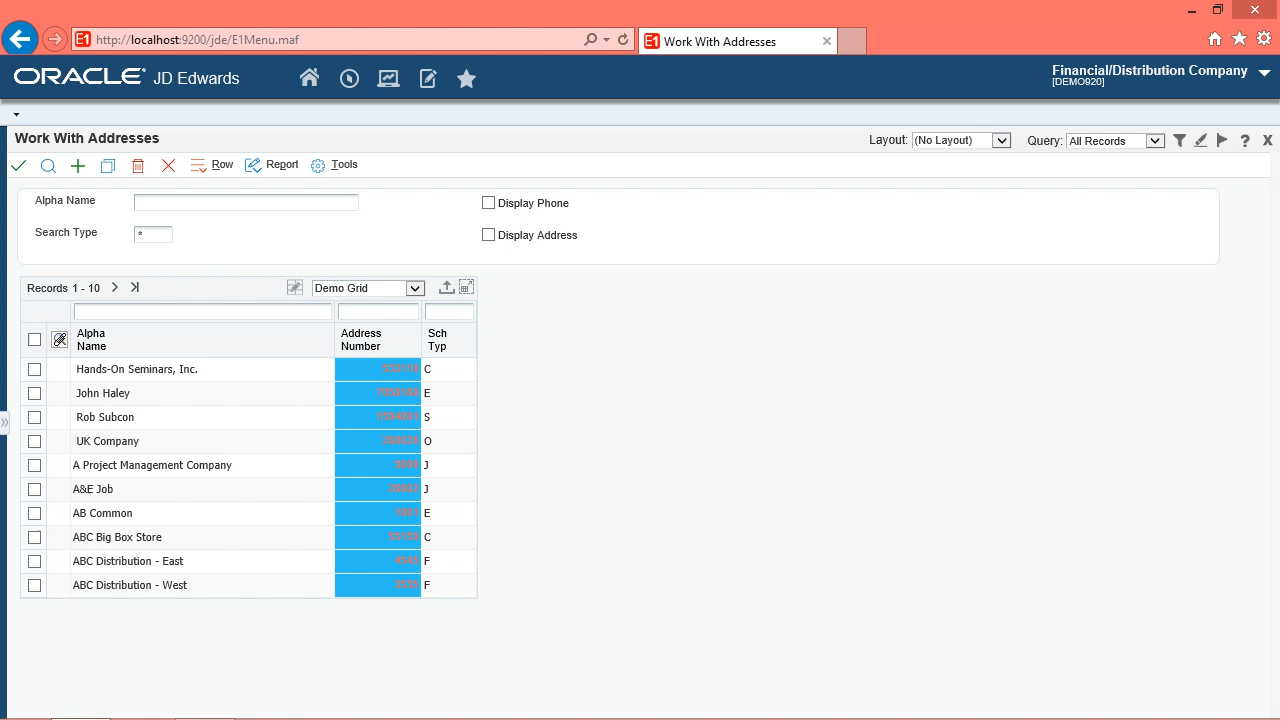 http://localhost:9200/jde/E1Menu.maf
E1 Work With Addresses
ORACLE JD Edwards
Financial/Distribution Company
[DEMO920]
Work With Addresses
Layout: (No Layout) Query: All Records
Row Report Tools
Alpha Name
Display Phone
Search Type *
Display Address
Records 1 - 10 Demo Grid
Alpha Name Address Number Sch Typ
Hands-On Seminars, Inc. C
John Haley E
Rob Subcon S
UK Company O
A Project Management Company J
A&E Job J
AB Common E
ABC Big Box Store C
ABC Distribution - East F
ABC Distribution - West F